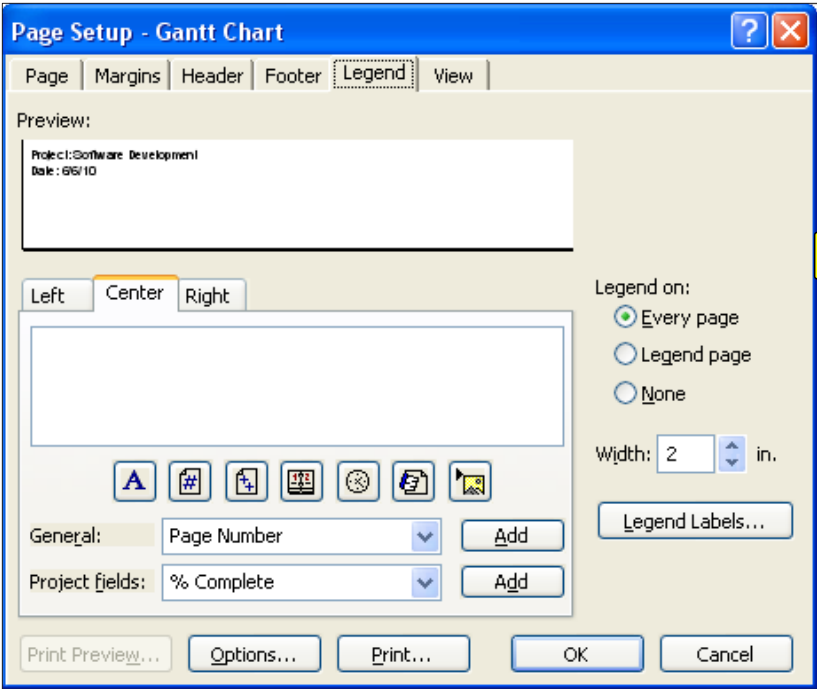 Page Setup - Gantt Chart
Page Margins Header Footer Legend View
Preview:
Project:Software Development
Date: 6/6/10
Left Center Right
Legend on:
Every page
Legend page
None
Width: 2 in.
Legend Labels...
General: Page Number Add
Project fields: % Complete Add
Print Preview... Options... Print... OK Cancel